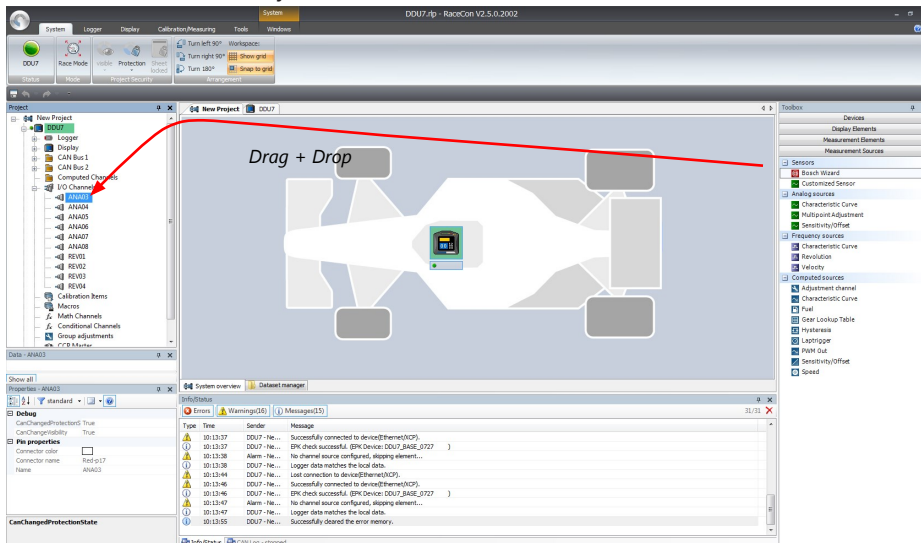 System
DDU7.rlp - RaceCon V2.5.0.2002
System Logger Display Calibration/Measuring Tools Windows
DDU7
Race Mode
visible Protection Sheet locked
Turn left 90° Workspace:
Turn right 90° Show grid
Turn 180° Snap to grid
Status Mode Project Security Arrangement
Project
New Project
DDU7
Logger
Display
CAN Bus 1
CAN Bus 2
Computed Channels
I/O Channels
ANA03
ANA04
ANA05
ANA06
ANA07
ANA08
REV01
REV02
REV03
REV04
Calibration Items
Macros
Math Channels
Conditional Channels
Group adjustments
CCP Master
Data - ANA03
Show all
Properties - ANA03
standard
Debug
CanChangedProtectionS True
CanChangeVisibility True
Pin properties
Connector color
Connector name Red-p17
Name ANA03
CanChangedProtectionState
New Project DDU7
Drag + Drop
System overview Dataset manager
Info/Status
Errors Warnings(16) Messages(15)
31/31
Type Time Sender Message
10:13:37 DDU7 - Ne... Successfully connected to device(Ethernet/XCP).
10:13:37 DDU7 - Ne... EPK check successful. (EPK Device: DDU7_BASE_0727 )
10:13:38 Alarm - Ne... No channel source configured, skipping element...
10:13:38 DDU7 - Ne... Logger data matches the local data.
10:13:44 DDU7 - Ne... Lost connection to device(Ethernet/XCP).
10:13:46 DDU7 - Ne... Successfully connected to device(Ethernet/XCP).
10:13:46 DDU7 - Ne... EPK check successful. (EPK Device: DDU7_BASE_0727 )
10:13:47 Alarm - Ne... No channel source configured, skipping element...
10:13:47 DDU7 - Ne... Logger data matches the local data.
10:13:55 DDU7 - Ne... Successfully cleared the error memory.
Info/Status CAN Log - stopped
Toolbox
Devices
Display Elements
Measurement Elements
Measurement Sources
Sensors
Bosch Wizard
Customized Sensor
Analog sources
Characteristic Curve
Multipoint Adjustment
Sensitivity/Offset
Frequency sources
Characteristic Curve
Revolution
Velocity
Computed sources
Adjustment channel
Characteristic Curve
Fuel
Gear Lookup Table
Hysteresis
Laptrigger
PWM Out
Sensitivity/Offset
Speed